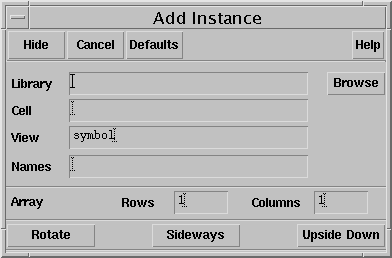 Add Instance
Hide Cancel Defaults Help
Library Browse
Cell
View symbol
Names
Array Rows 1 Columns 1
Rotate Sideways Upside Down